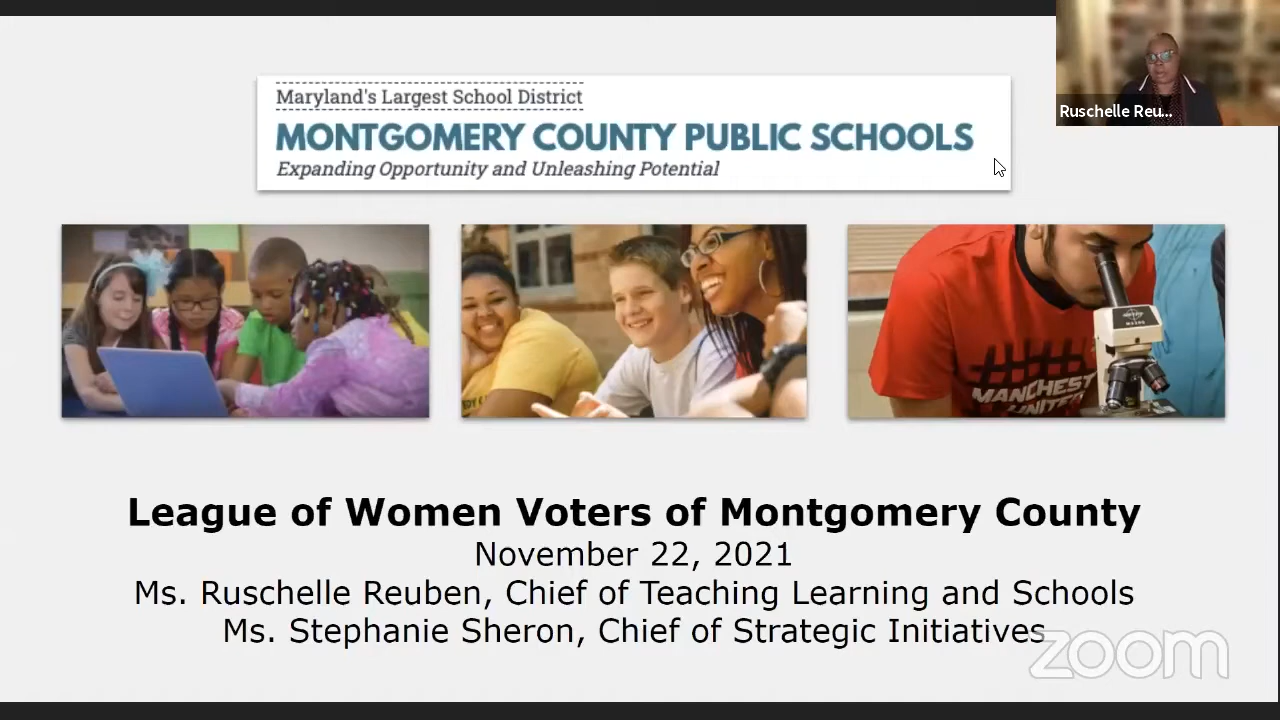 Ruschelle Reu...
Maryland's Largest School District
MONTGOMERY COUNTY PUBLIC SCHOOLS
Expanding Opportunity and Unleashing Potential
MANCHEST
UNITE
League of Women Voters of Montgomery County
November 22, 2021
Ms. Ruschelle Reuben, Chief of Teaching Learning and Schools
Ms. Stephanie Sheron, Chief of Strategic Initiatives
zoom